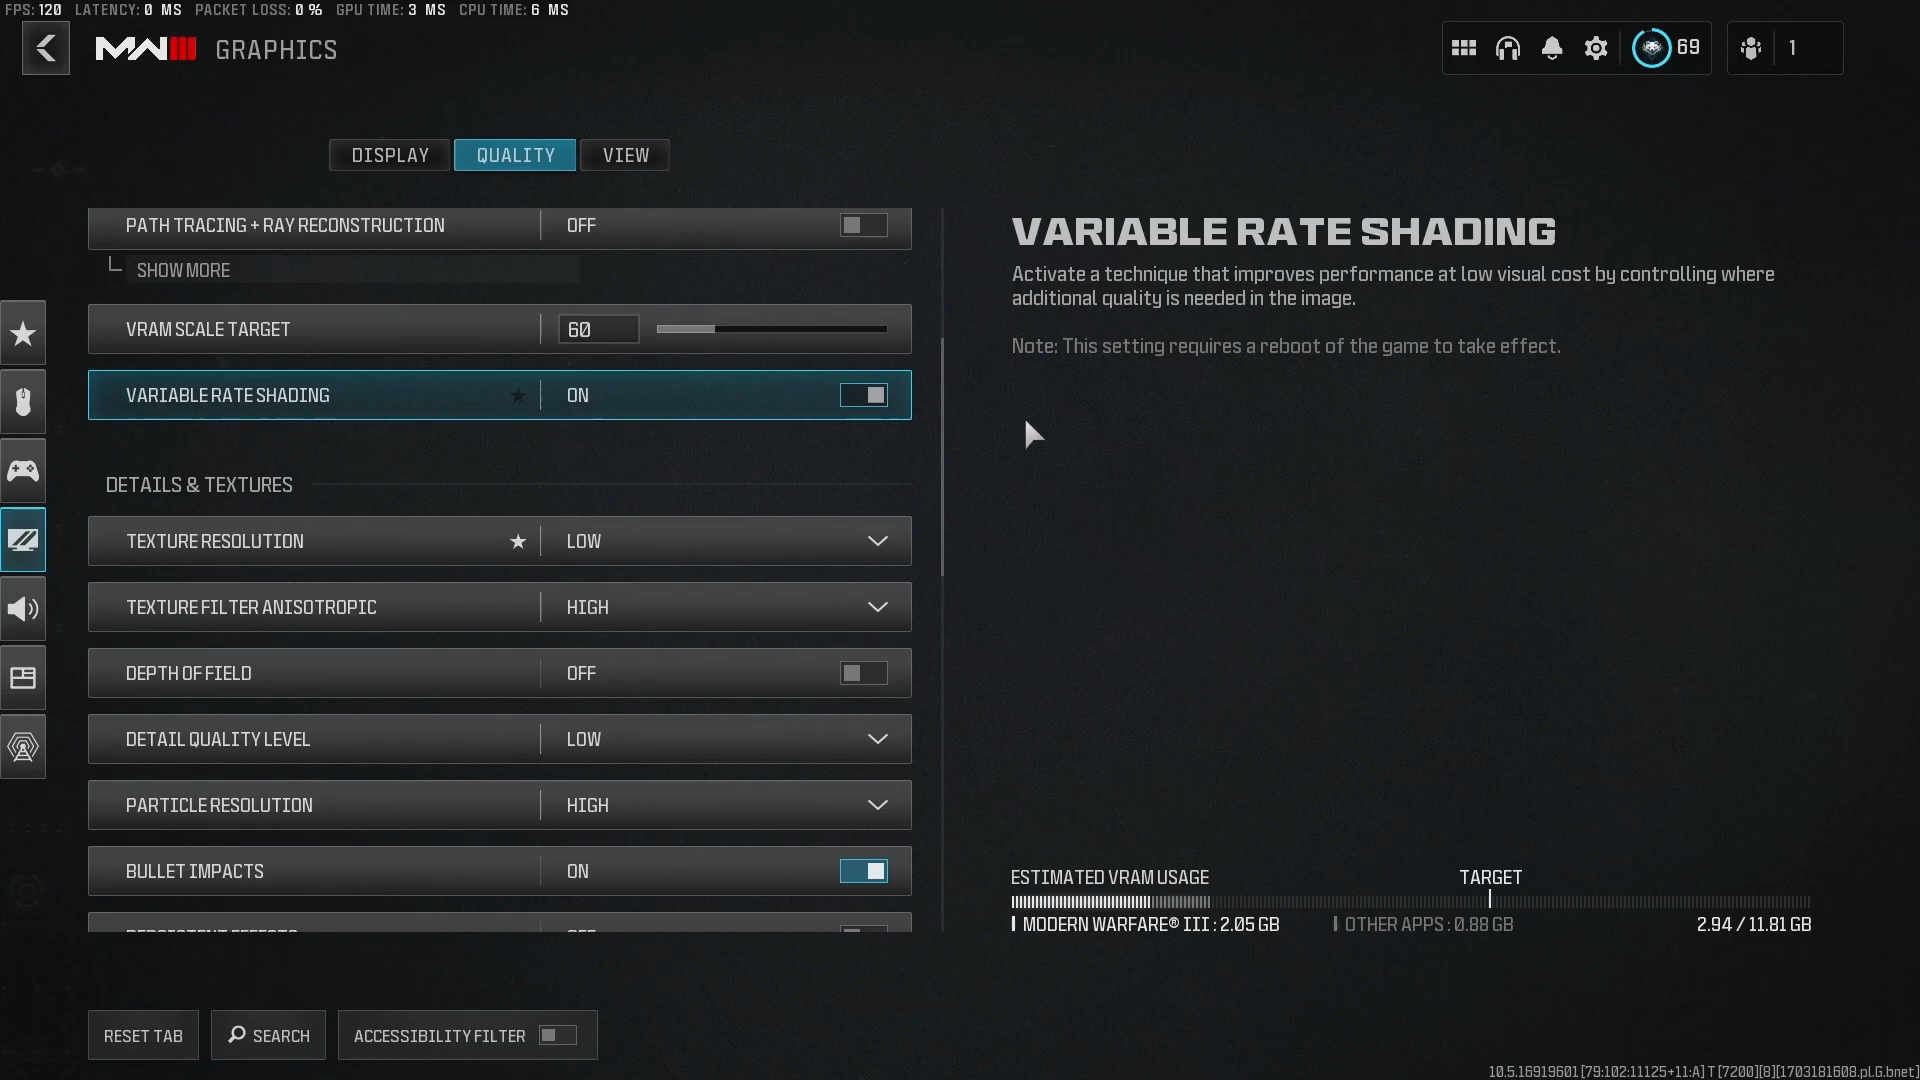 FPS: 120 LATENCY: 0 MS PACKET LOSS: 0 % GPU TIME: 3 MS CPU TIME: 6 MS
MWIII GRAPHICS
69
1
DISPLAY
QUALITY
VIEW
PATH TRACING + RAY RECONSTRUCTION
OFF
SHOW MORE
VRAM SCALE TARGET
60
VARIABLE RATE SHADING
ON
DETAILS & TEXTURES
TEXTURE RESOLUTION
LOW
TEXTURE FILTER ANISOTROPIC
HIGH
DEPTH OF FIELD
OFF
DETAIL QUALITY LEVEL
LOW
PARTICLE RESOLUTION
HIGH
BULLET IMPACTS
ON
PERSISTENT EFFECTS
OFF
VARIABLE RATE SHADING
Activate a technique that improves performance at low visual cost by controlling where
additional quality is needed in the image.
Note: This setting requires a reboot of the game to take effect.
ESTIMATED VRAM USAGE
TARGET
MODERN WARFARE® III : 2.05 GB
OTHER APPS : 0.88 GB
2.94 / 11.81 GB
RESET TAB
SEARCH
ACCESSIBILITY FILTER
10.5.16919601 [79:102:11125+11:A] T [7200][8][1703181608.pl.G.bnet]